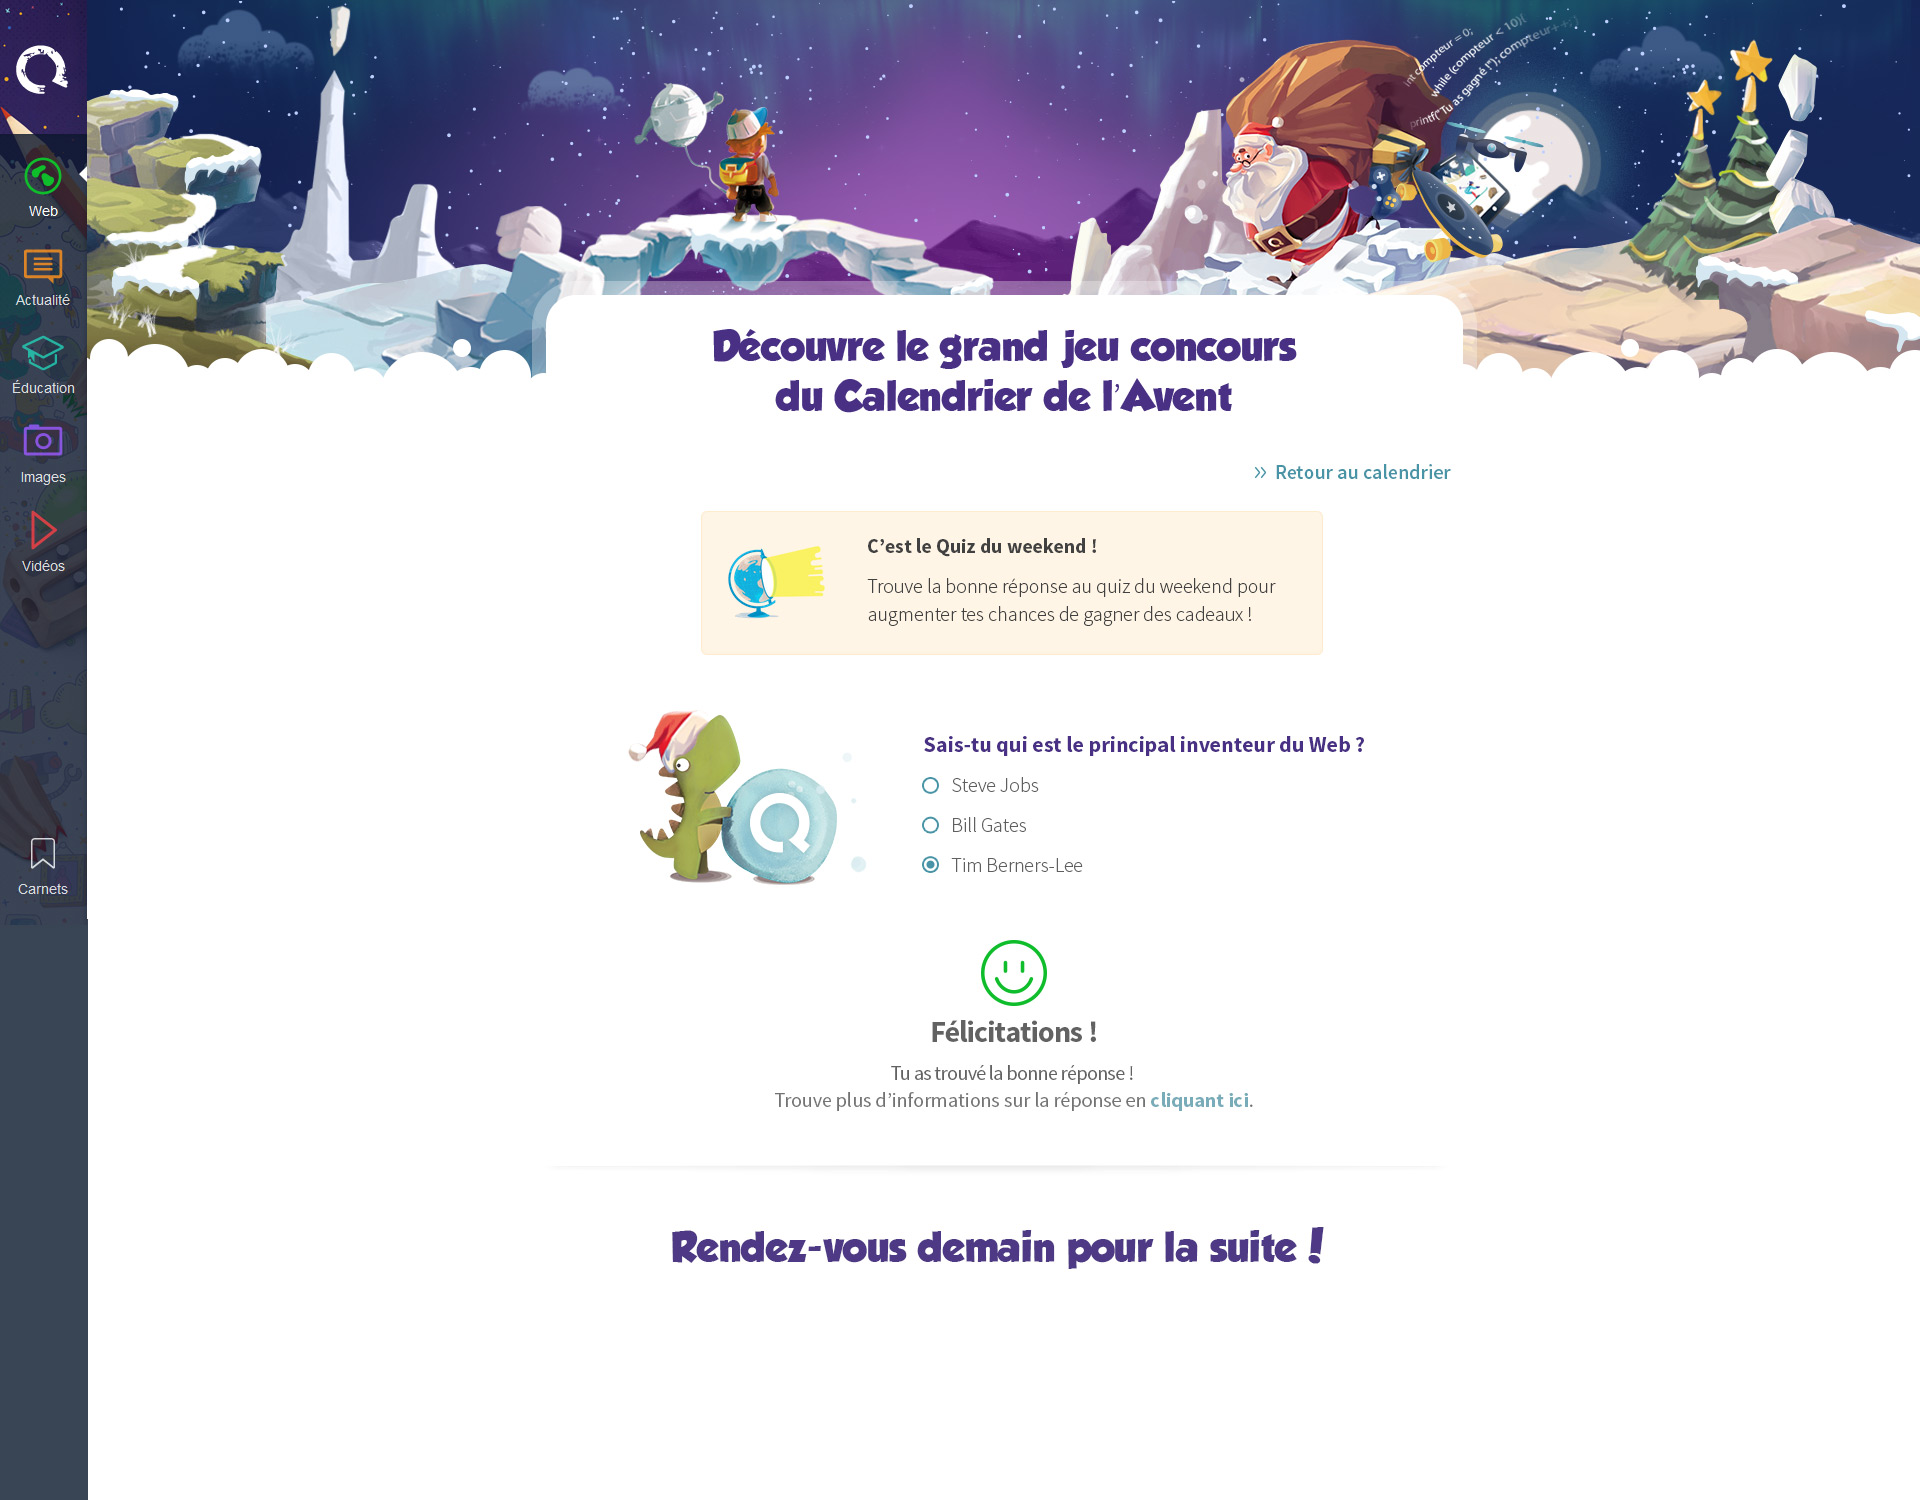 int compteur = 0;
while (compteur < 10){
printf("Tu as gagné !"); compteur++; }
Web
Actualité
Éducation
Images
Vidéos
Carnets
Découvre le grand jeu concours
du Calendrier de l'Avent
» Retour au calendrier
C'est le Quiz du weekend !
Trouve la bonne réponse au quiz du weekend pour
augmenter tes chances de gagner des cadeaux !
Sais-tu qui est le principal inventeur du Web ?
Steve Jobs
Bill Gates
Tim Berners-Lee
Félicitations !
Tu as trouvé la bonne réponse !
Trouve plus d'informations sur la réponse en cliquant ici.
Rendez-vous demain pour la suite !